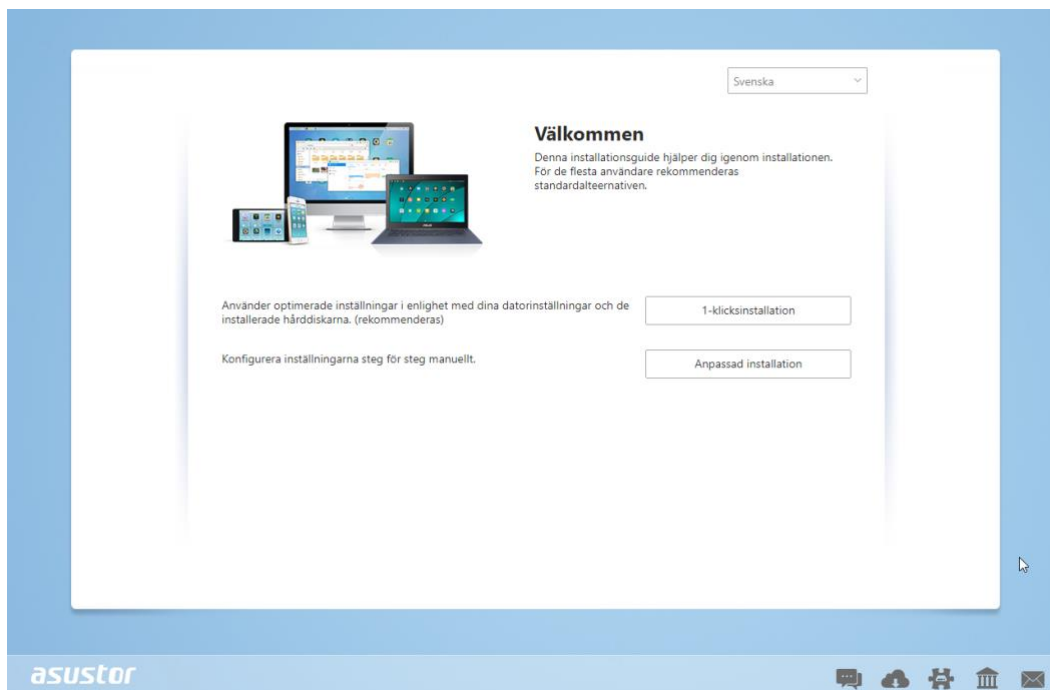 Svenska
Välkommen
Denna installationsguide hjälper dig igenom installationen.
För de flesta användare rekommenderas
standardalteernativen.
Använder optimerade inställningar i enlighet med dina datorinställningar och de
installerade hårddiskarna. (rekommenderas)
1-klicksinstallation
Konfigurera inställningarna steg för steg manuellt.
Anpassad installation
asustor